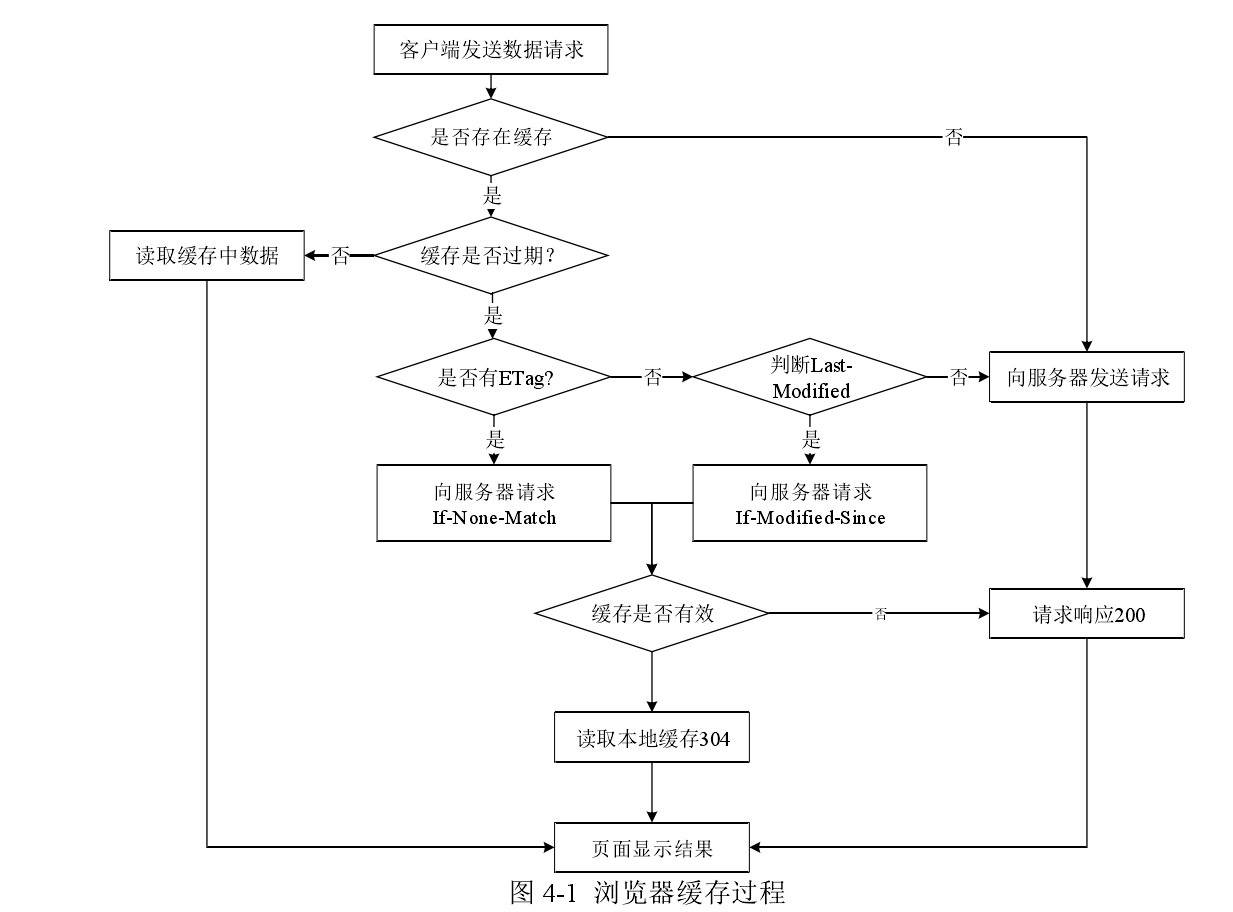 客户端发送数据请求
是否存在缓存
否
是
读取缓存中数据
否
缓存是否过期？
是
是否有ETag?
否
判断Last-
Modified
否
向服务器发送请求
是
是
向服务器请求
If-None-Match
向服务器请求
If-Modified-Since
缓存是否有效
否
请求响应200
读取本地缓存304
页面显示结果
图 4-1 浏览器缓存过程